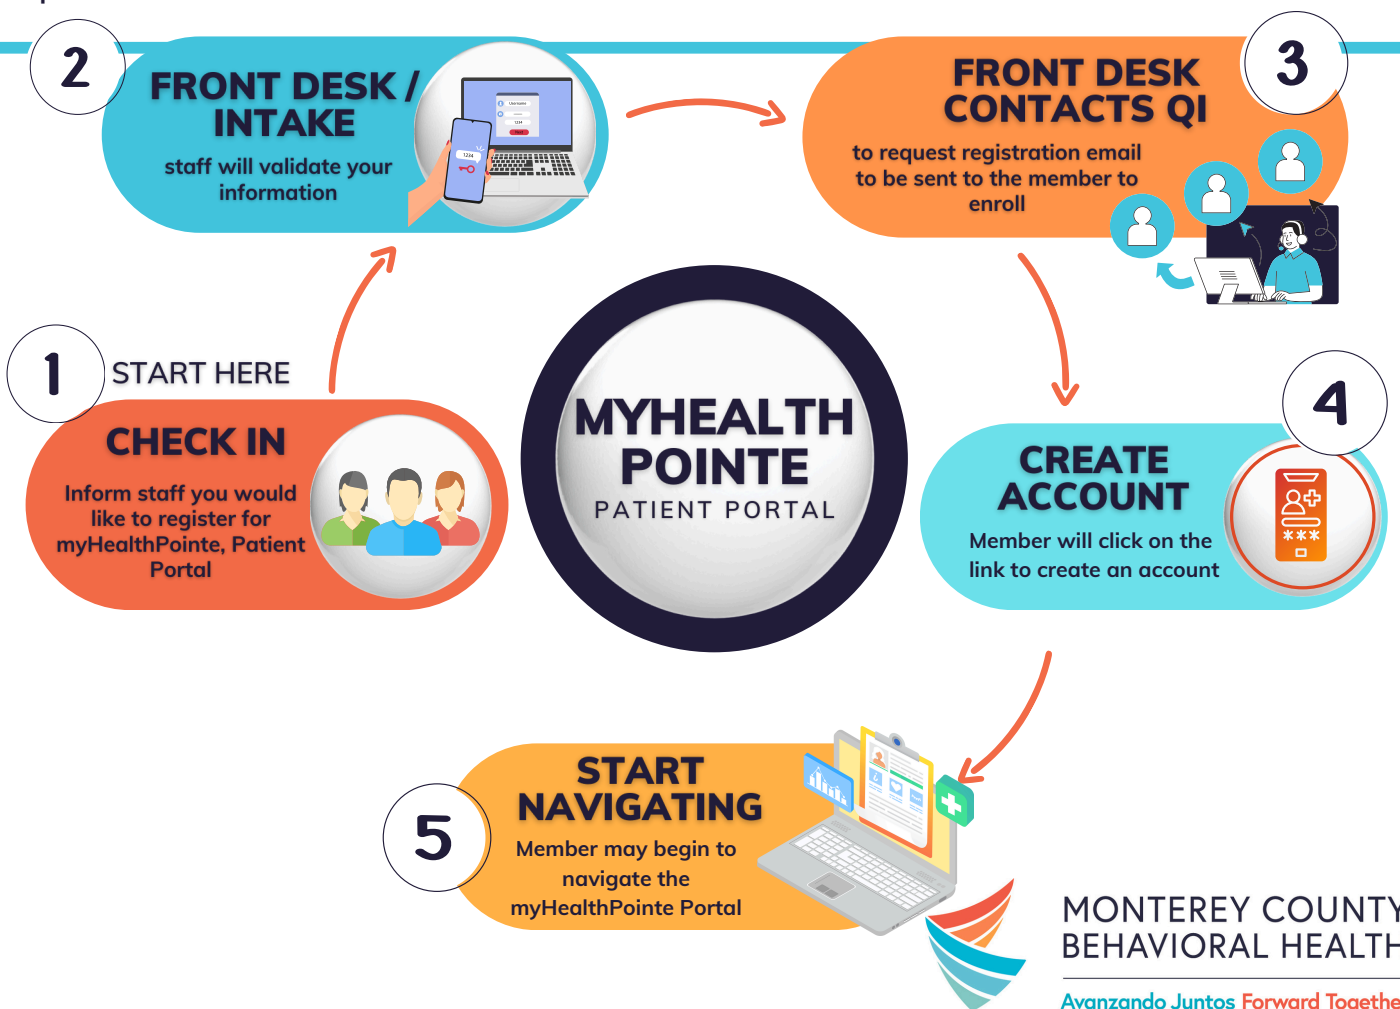 1
START HERE
CHECK IN
Inform staff you would
like to register for
myHealthPointe, Patient
Portal
2
FRONT DESK /
INTAKE
staff will validate your
information
Username
1234
1234
3
FRONT DESK
CONTACTS QI
to request registration email
to be sent to the member to
enroll
4
CREATE
ACCOUNT
Member will click on the
link to create an account
***
5
START
NAVIGATING
Member may begin to
navigate the
myHealthPointe Portal
MYHEALTH
POINTE
PATIENT PORTAL
MONTEREY COUNTY
BEHAVIORAL HEALTH
Avanzando Juntos Forward Togethe